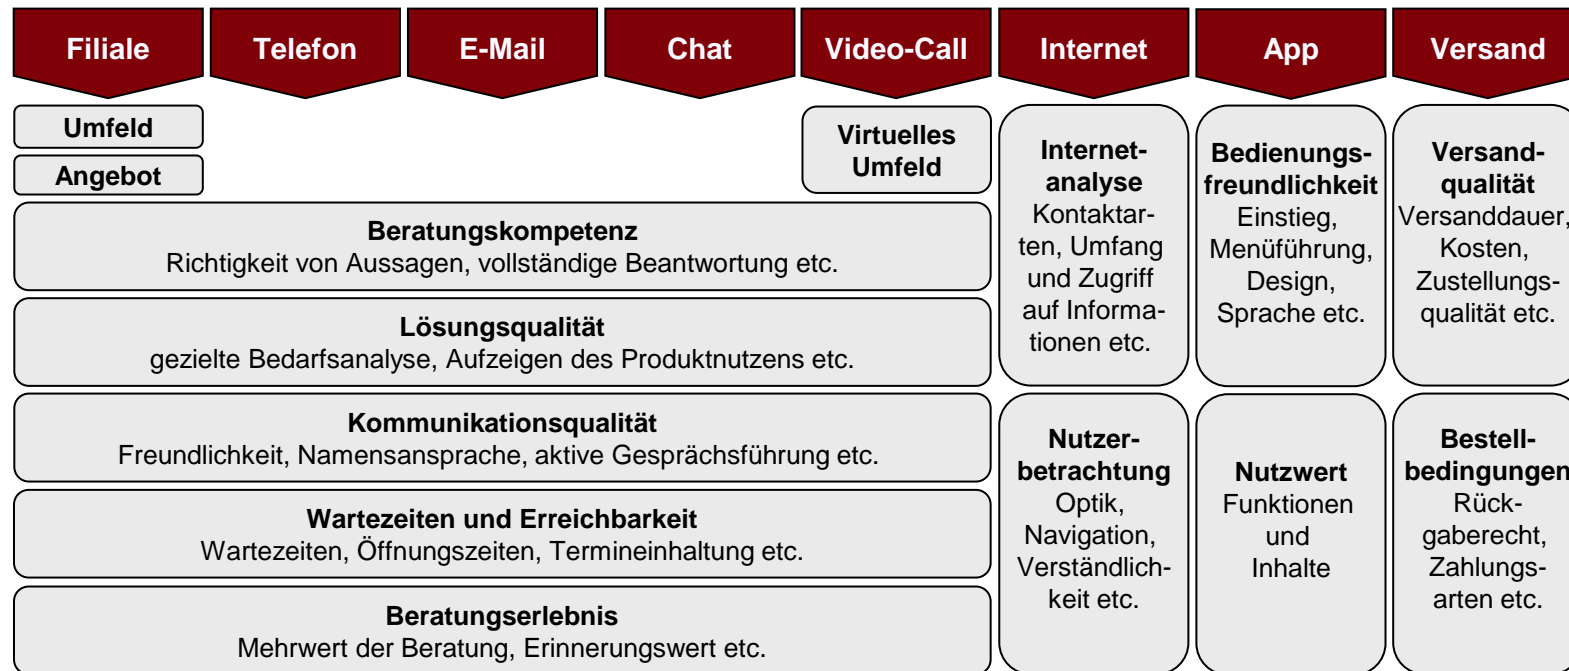 Filiale
Telefon
E-Mail
Chat
Video-Call
Internet
App
Versand
Umfeld
Angebot
Virtuelles
Umfeld
Beratungskompetenz
Richtigkeit von Aussagen, vollständige Beantwortung etc.
Lösungsqualität
gezielte Bedarfsanalyse, Aufzeigen des Produktnutzens etc.
Kommunikationsqualität
Freundlichkeit, Namensansprache, aktive Gesprächsführung etc.
Wartezeiten und Erreichbarkeit
Wartezeiten, Öffnungszeiten, Termineinhaltung etc.
Beratungserlebnis
Mehrwert der Beratung, Erinnerungswert etc.
Internet-
analyse
Kontaktar-
ten, Umfang
und Zugriff
auf Informa-
tionen etc.
Nutzer-
betrachtung
Optik,
Navigation,
Verständlich-
keit etc.
Bedienungs-
freundlichkeit
Einstieg,
Menüführung,
Design,
Sprache etc.
Nutzwert
Funktionen
und
Inhalte
Versand-
qualität
Versanddauer,
Kosten,
Zustellungs-
qualität etc.
Bestell-
bedingungen
Rück-
gaberecht,
Zahlungs-
arten etc.